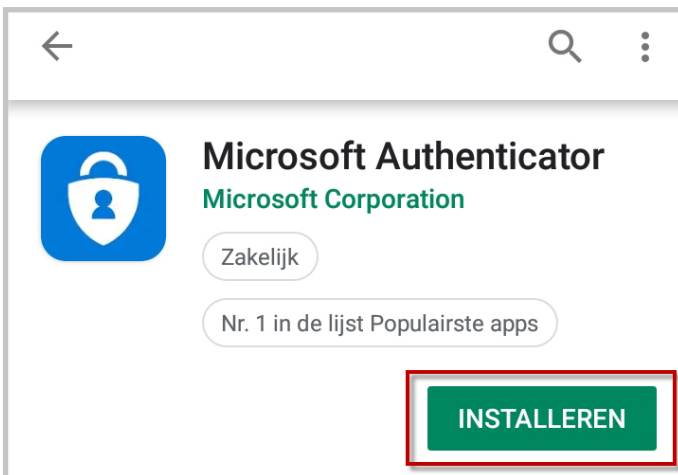 Microsoft Authenticator
Microsoft Corporation
Zakelijk
Nr. 1 in de lijst Populairste apps
INSTALLEREN